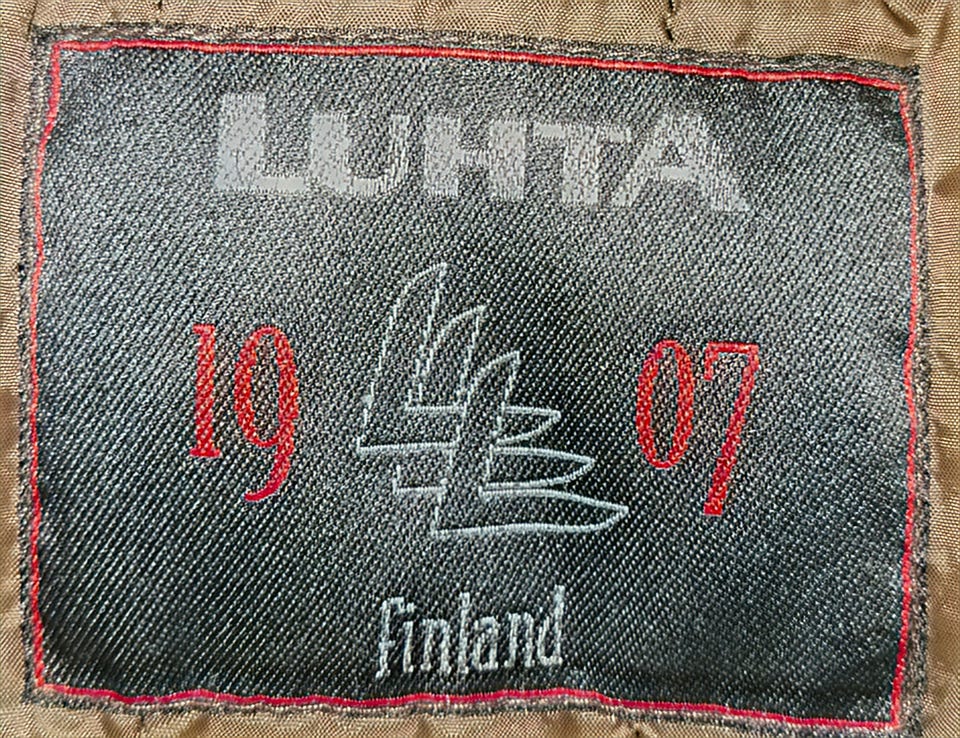 LUHTA
19 07
Finland